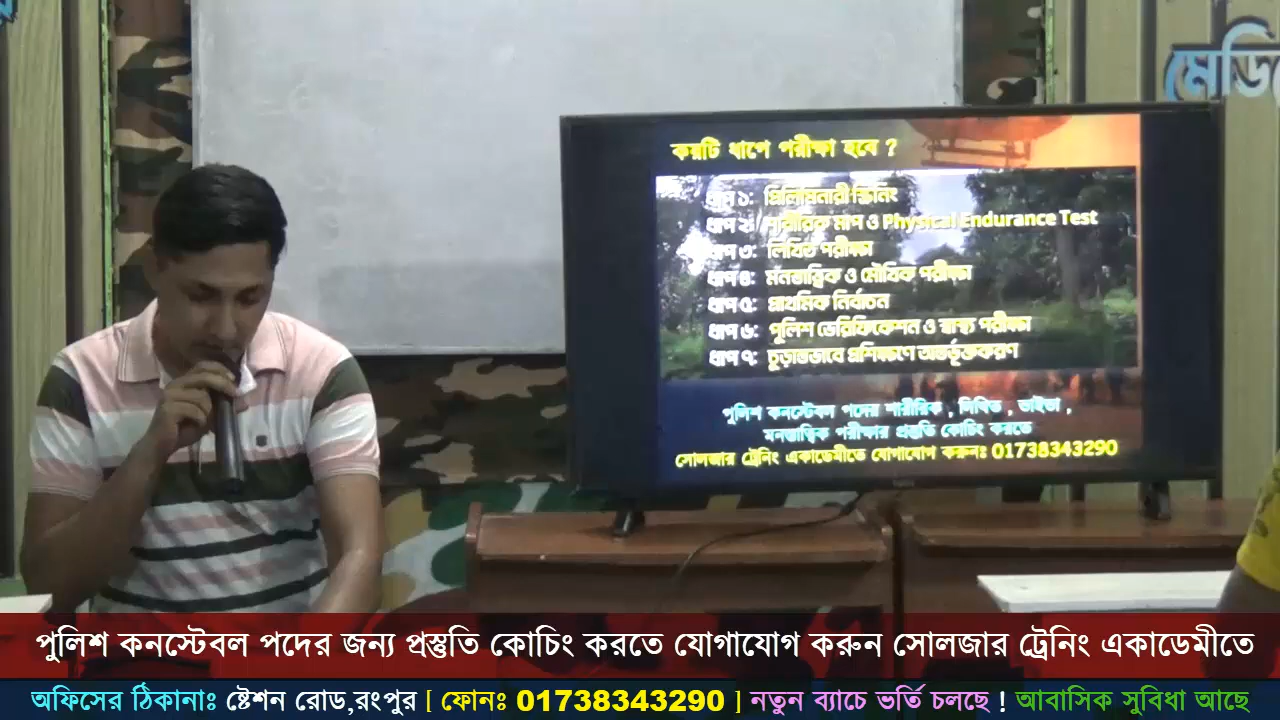 মেডি
কয়টি ধাপে পরীক্ষা হবে ?
ধাপ ১: প্রিলিমিনারী স্ক্রিনিং
ধাপ ২: শারীরিক মাপ ও Physical Endurance Test
ধাপ ৩: লিখিত পরীক্ষা
ধাপ ৪: মনস্তাত্ত্বিক ও মৌখিক পরীক্ষা
ধাপ ৫: প্রাথমিক নির্বাচন
ধাপ ৬: পুলিশ ভেরিফিকেশন ও স্বাস্থ্য পরীক্ষা
ধাপ ৭: চূড়ান্তভাবে প্রশিক্ষণে অন্তর্ভূক্তকরণ
পুলিশ কনস্টেবল পদের শারীরিক , লিখিত , ভাইভা ,
মনস্তাত্বিক পরীক্ষার প্রস্তুতি কোচিং করতে
সোলজার ট্রেনিং একাডেমীতে যোগাযোগ করুনঃ 01738343290
পুলিশ কনস্টেবল পদের জন্য প্রস্তুতি কোচিং করতে যোগাযোগ করুন সোলজার ট্রেনিং একাডেমীতে
অফিসের ঠিকানাঃ ষ্টেশন রোড,রংপুর [ ফোনঃ 01738343290 ] নতুন ব্যাচে ভর্তি চলছে ! আবাসিক সুবিধা আছে